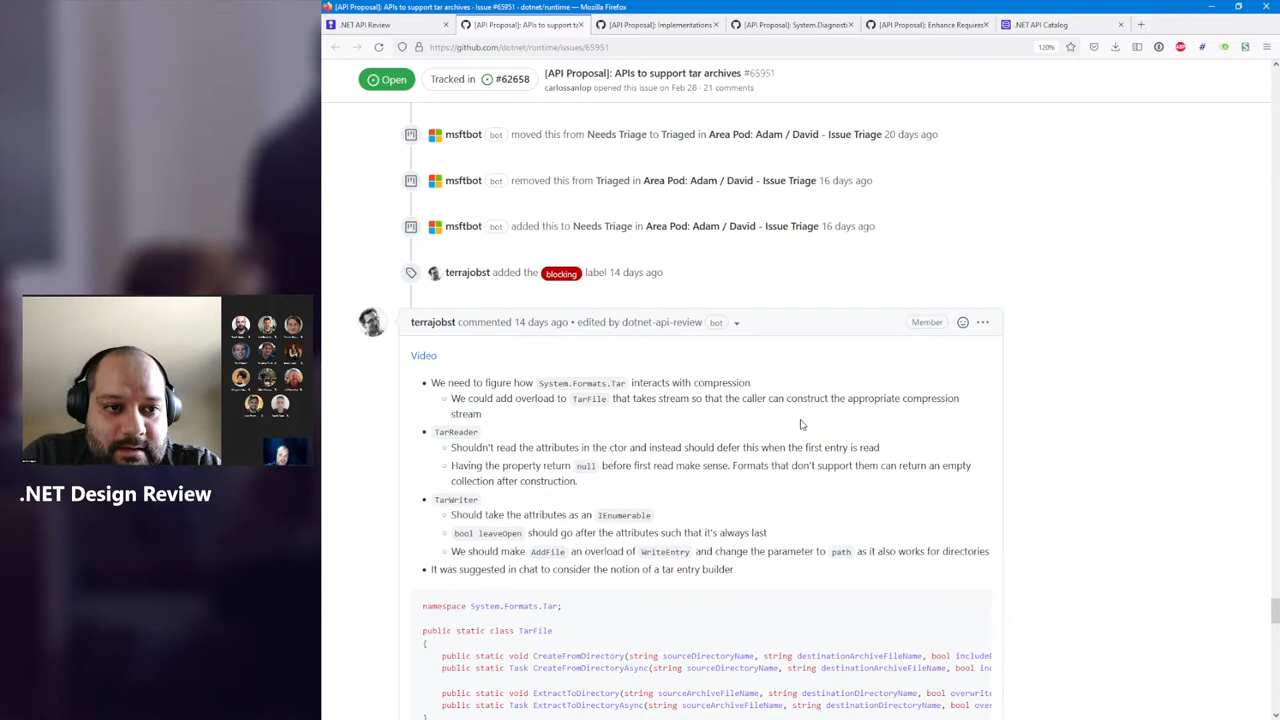 [API Proposal]: APIs to support tar archives - Issue #65951 - dotnet/runtime — Mozilla Firefox
.NET API Review
[API Proposal]: APIs to support ta
[API Proposal]: Implementations
[API Proposal]: System.Diagnosti
[API Proposal]: Enhance Requires
.NET API Catalog
https://github.com/dotnet/runtime/issues/65951
120%
Open
Tracked in #62658
[API Proposal]: APIs to support tar archives #65951
carlossanlop opened this issue on Feb 28 · 21 comments
msftbot bot moved this from Needs Triage to Triaged in Area Pod: Adam / David - Issue Triage 20 days ago
msftbot bot removed this from Triaged in Area Pod: Adam / David - Issue Triage 16 days ago
msftbot bot added this to Needs Triage in Area Pod: Adam / David - Issue Triage 16 days ago
terrajobst added the blocking label 14 days ago
terrajobst commented 14 days ago • edited by dotnet-api-review bot
Member
Video
We need to figure how System.Formats.Tar interacts with compression
We could add overload to TarFile that takes stream so that the caller can construct the appropriate compression
stream
TarReader
Shouldn't read the attributes in the ctor and instead should defer this when the first entry is read
Having the property return null before first read make sense. Formats that don't support them can return an empty
collection after construction.
TarWriter
Should take the attributes as an IEnumerable
bool leaveOpen should go after the attributes such that it's always last
We should make AddFile an overload of WriteEntry and change the parameter to path as it also works for directories
It was suggested in chat to consider the notion of a tar entry builder
namespace System.Formats.Tar;
public static class TarFile
{
public static void CreateFromDirectory(string sourceDirectoryName, string destinationArchiveFileName, bool include
public static Task CreateFromDirectoryAsync(string sourceDirectoryName, string destinationArchiveFileName, bool in
public static void ExtractToDirectory(string sourceArchiveFileName, string destinationDirectoryName, bool overwrit
public static Task ExtractToDirectoryAsync(string sourceArchiveFileName, string destinationDirectoryName, bool over
.NET Design Review